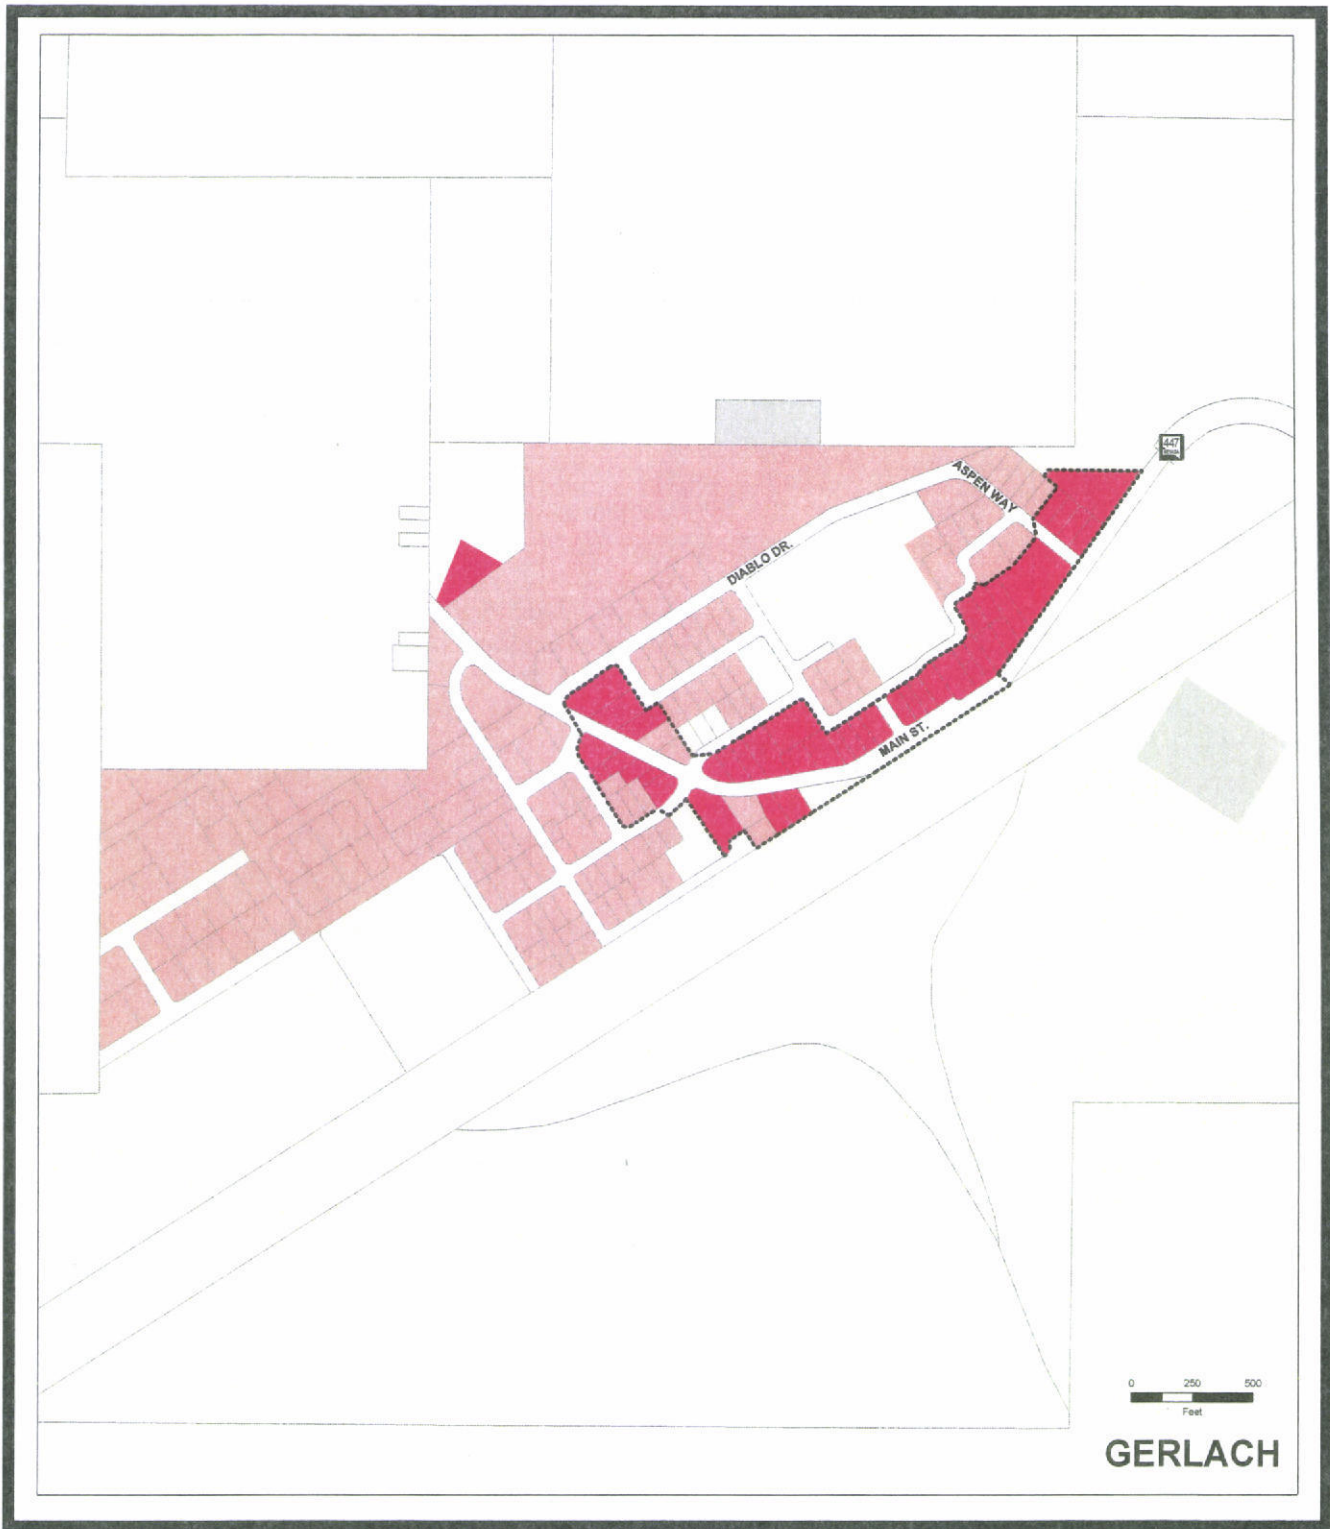 447
ASPEN WAY
DIABLO DR.
MAIN ST.
0 250 500
Feet
GERLACH